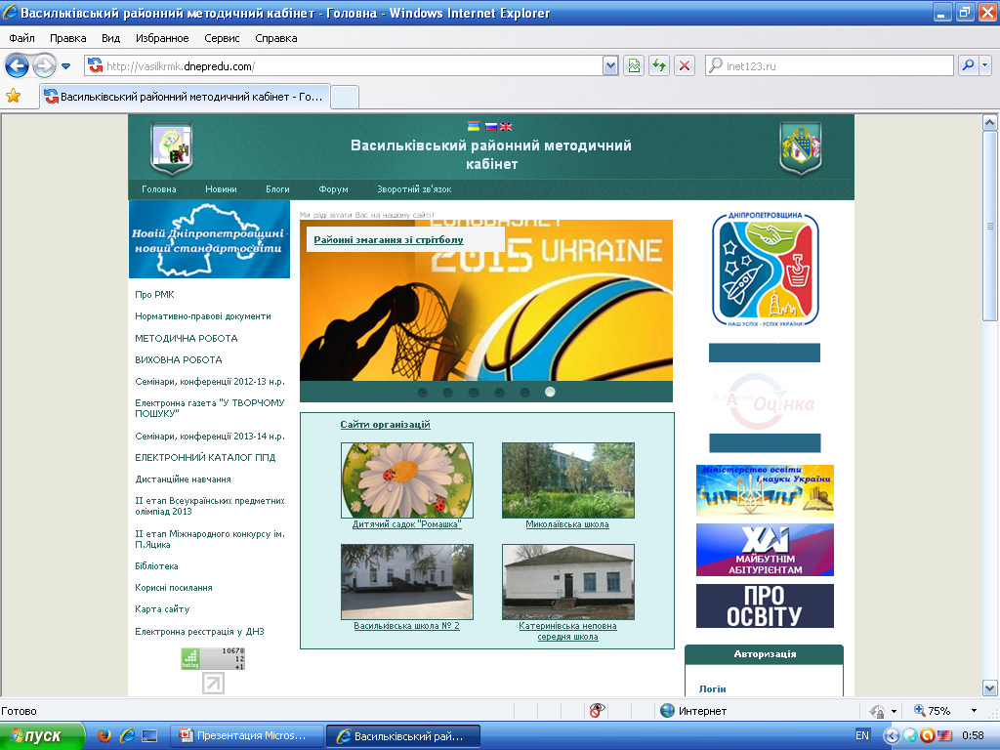 Васильківський районний методичний кабінет - Головна - Windows Internet Explorer
Файл Правка Вид Избранное Сервис Справка
http://vasilkrmk.dnepredu.com/
inet123.ru
Васильківський районний методичний кабінет - Го...
Васильківський районний методичний
кабінет
Головна Новини Блоги Форум Зворотній зв'язок
Новій Дніпропетровщині -
новий стандарт освіти
Про РМК
Нормативно-правові документи
МЕТОДИЧНА РОБОТА
ВИХОВНА РОБОТА
Семінари, конференції 2012-13 н.р.
Електронна газета "У ТВОРЧОМУ
ПОШУКУ"
Семінари, конференції 2013-14 н.р.
ЕЛЕКТРОННИЙ КАТАЛОГ ППД
Дистанційне навчання
ІІ етап Всеукраїнських предметних
олімпіад 2013
ІІ етап Міжнародного конкурсу ім.
П.Яцика
Бібліотека
Корисні посилання
Карта сайту
Електронна реєстрація у ДНЗ
hotlog
10678
12
+1
Ми раді вітати Вас на нашому сайті!
EUROBASKET
2015 UKRAINE
Районні змагання зі стрітболу
Сайти організацій
Дитячий садок "Ромашка"
Миколаївська школа
Васильківська школа № 2
Катеринівська неповна
середня школа
ДНІПРОПЕТРОВЩИНА
НАШ УСПІХ - УСПІХ УКРАЇНИ!
Класна Оцінка
Міністерство освіти
і науки України
ХАІ
МАЙБУТНІМ
АБІТУРІЄНТАМ
ПРО
ОСВІТУ
Авторизація
Логін
Готово
Интернет
75%
пуск
Презентация Micros...
Васильківський рай...
EN
0:58